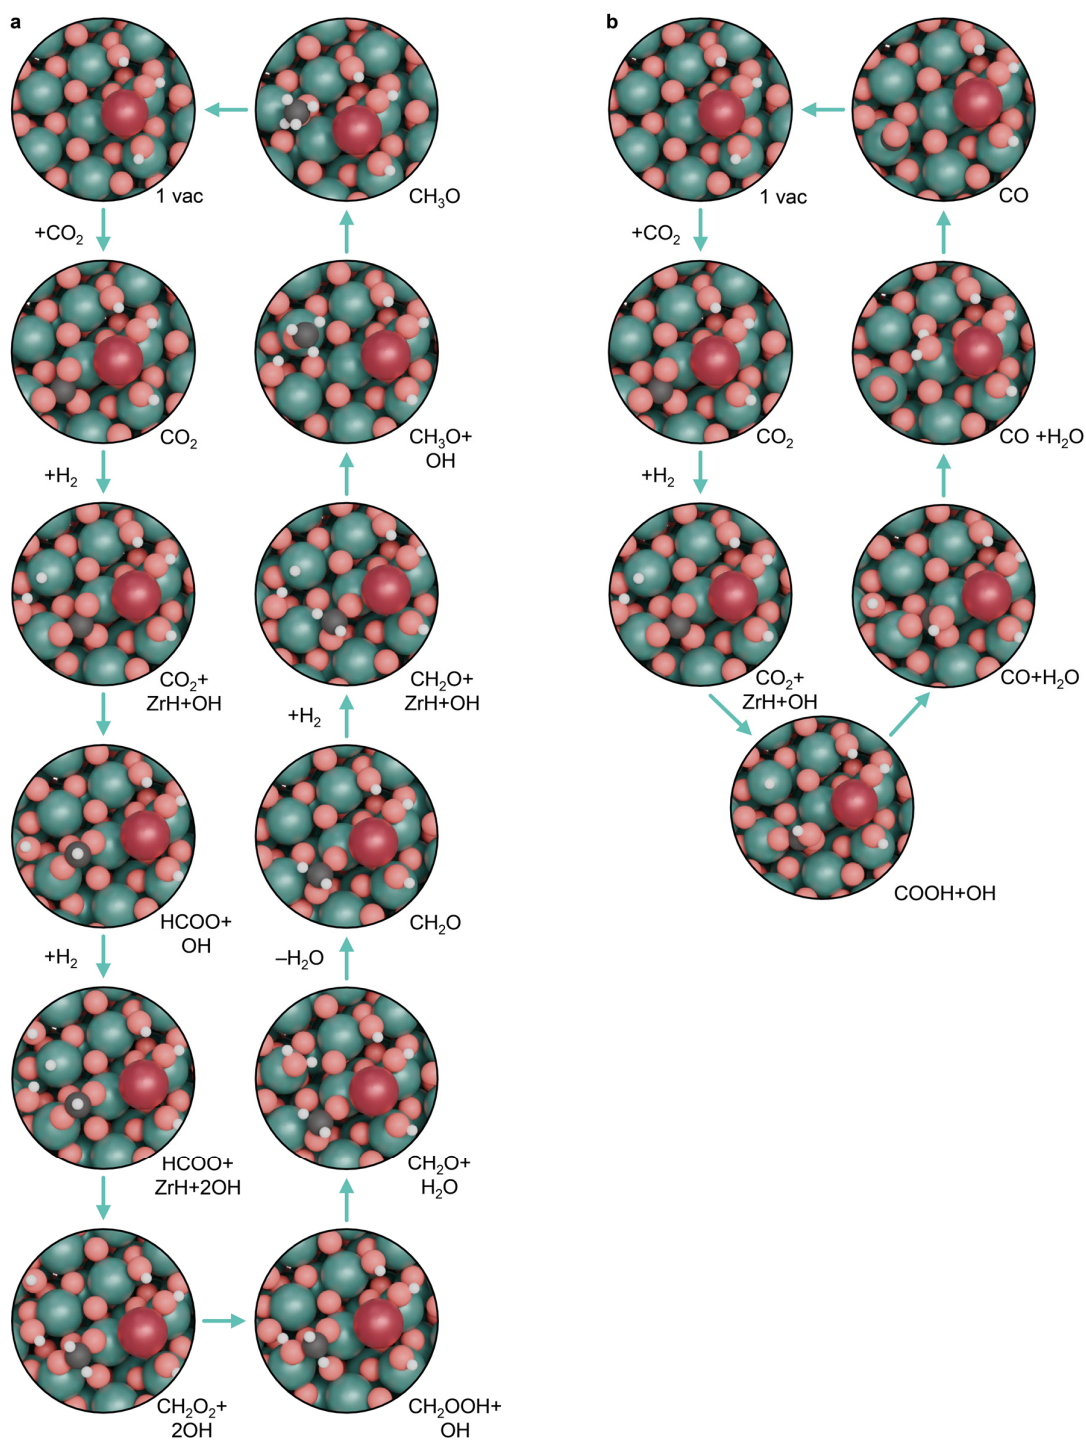 a
1 vac
+CO₂
CO₂
+H₂
CO₂+
ZrH+OH
HCOO+
OH
+H₂
HCOO+
ZrH+2OH
CH₂O₂+
2OH
CH₂OOH+
OH
CH₂O+
H₂O
–H₂O
CH₂O
+H₂
CH₂O+
ZrH+OH
CH₃O+
OH
CH₃O
b
1 vac
+CO₂
CO₂
+H₂
CO₂+
ZrH+OH
COOH+OH
CO+H₂O
CO +H₂O
CO